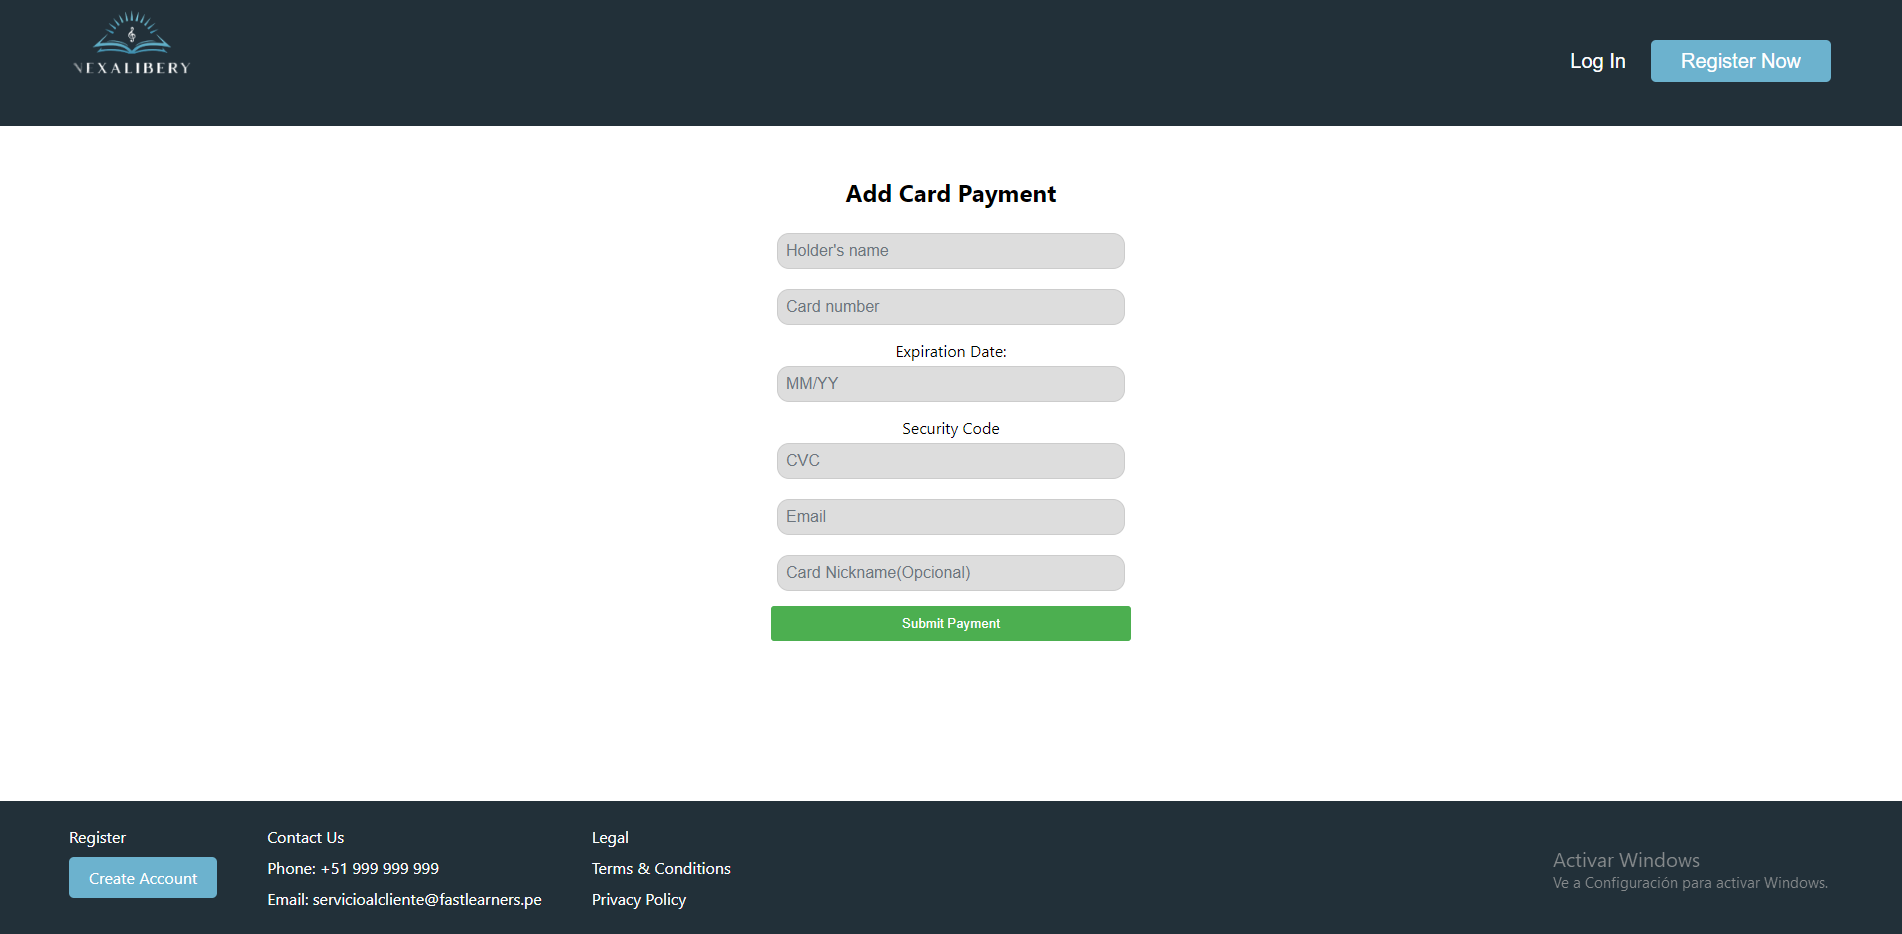 NEXALIBERY
Log In
Register Now
Add Card Payment
Holder's name
Card number
Expiration Date:
MM/YY
Security Code
CVC
Email
Card Nickname(Opcional)
Submit Payment
Register
Create Account
Contact Us
Phone: +51 999 999 999
Email: servicioalcliente@fastlearners.pe
Legal
Terms & Conditions
Privacy Policy
Activar Windows
Ve a Configuración para activar Windows.